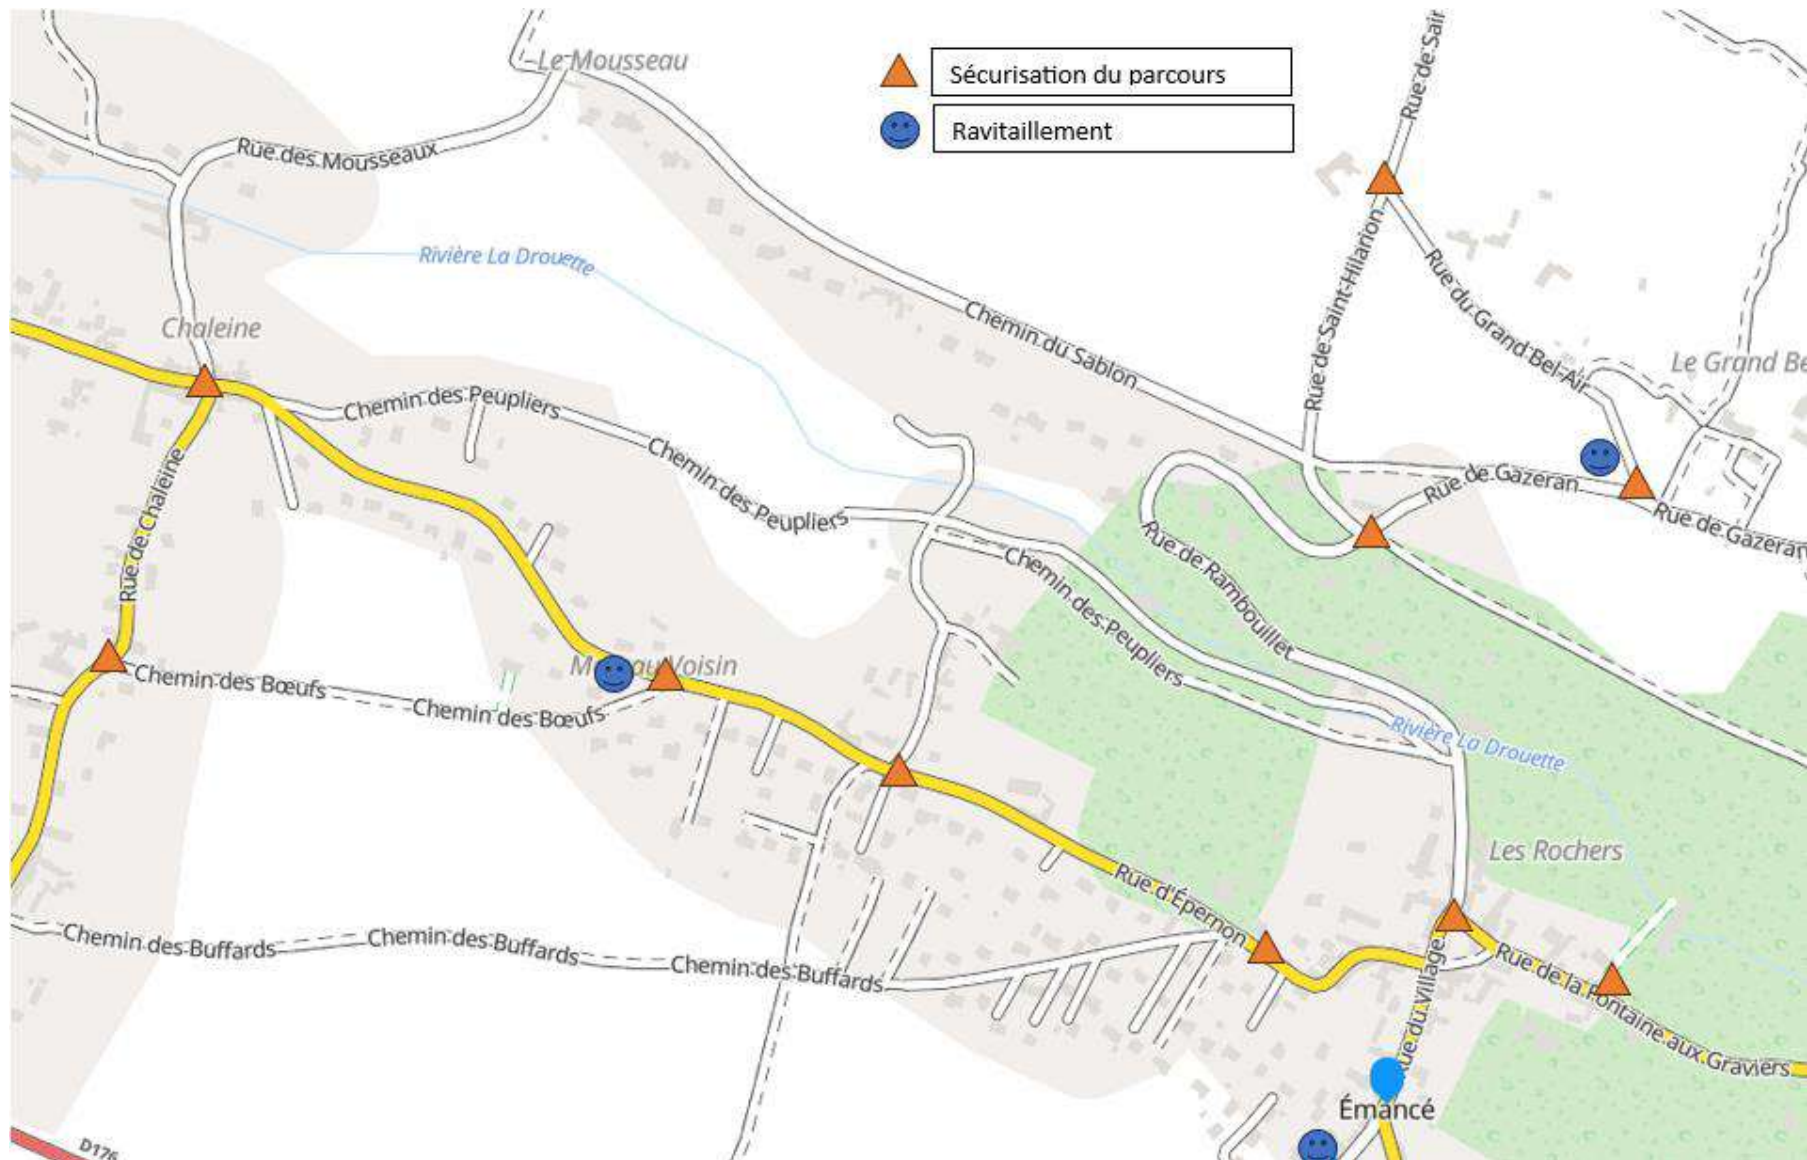 Le Mousseau
Sécurisation du parcours
Ravitaillement
Rue de Sair
Rue des Mousseaux
Rivière La Drouette
Chaleine
Chemin du Sablon
Rue de Saint-Hilarion
Rue du Grand Bel-Air
Le Grand Be
Chemin des Peupliers
Chemin des Peupliers
Rue de Chaleine
Rue de Gazeran
Rue de Gazeran
Chemin des Peupliers
Rue de Rambouillet
Voisin
Chemin des Bœufs
Chemin des Bœufs
Rivière La Drouette
Les Rochers
Rue d'Épernon
Chemin des Buffards
Chemin des Buffards
Chemin des Buffards
Rue du Village
Rue de la Fontaine aux Graviers
Émancé
D176